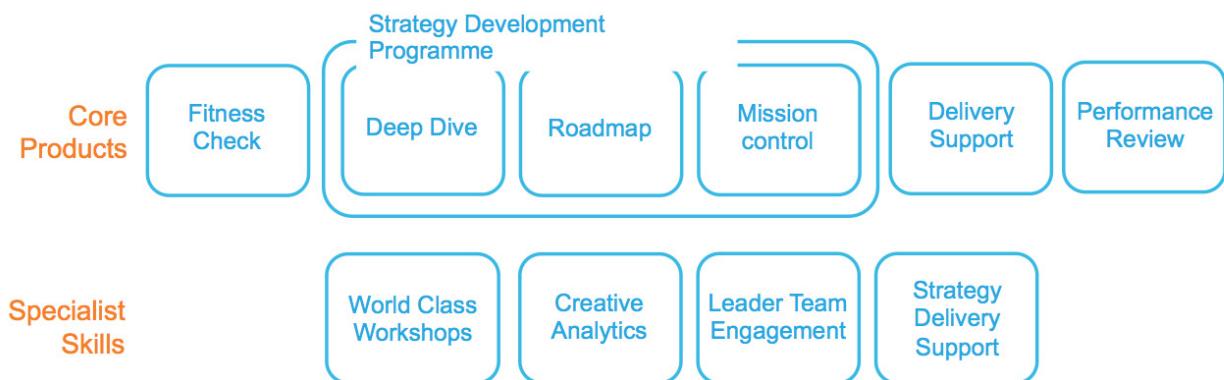 Strategy Development
Programme
Core
Products
Fitness
Check
Deep Dive
Roadmap
Mission
control
Delivery
Support
Performance
Review
Specialist
Skills
World Class
Workshops
Creative
Analytics
Leader Team
Engagement
Strategy
Delivery
Support